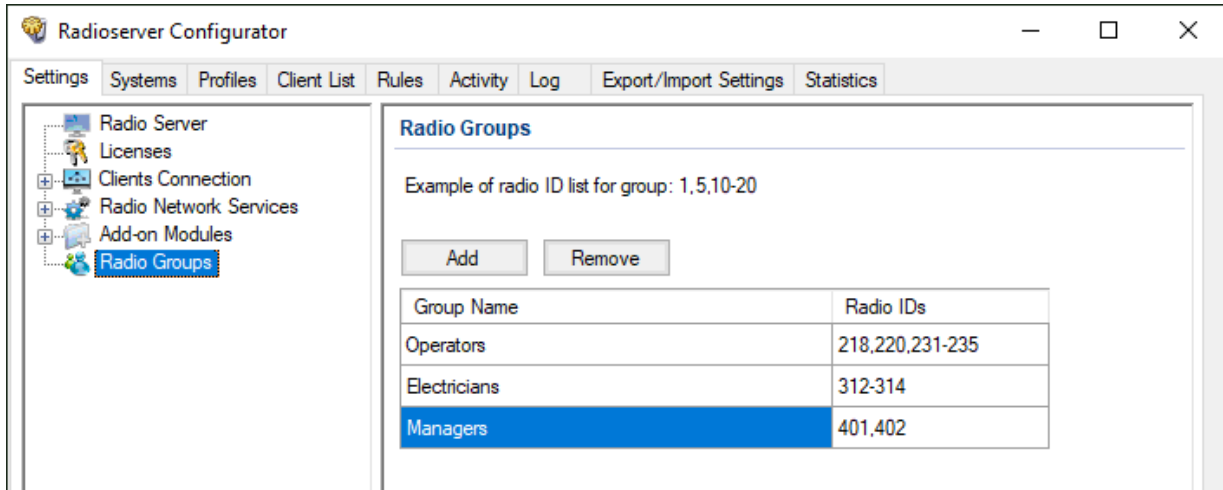 Radioserver Configurator
Settings Systems Profiles Client List Rules Activity Log Export/Import Settings Statistics
Radio Server
Licenses
Clients Connection
Radio Network Services
Add-on Modules
Radio Groups
Radio Groups
Example of radio ID list for group: 1,5,10-20
Add Remove
Group Name Radio IDs
Operators 218,220,231-235
Electricians 312-314
Managers 401,402